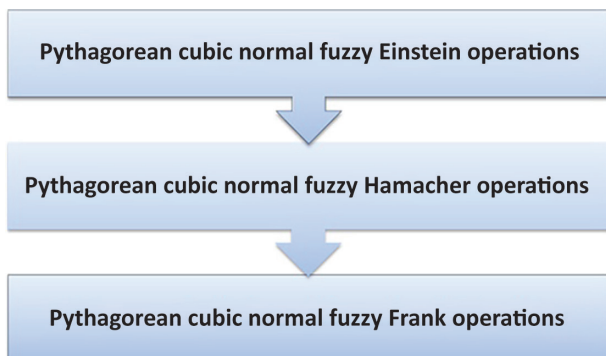 Pythagorean cubic normal fuzzy Einstein operations
Pythagorean cubic normal fuzzy Hamacher operations
Pythagorean cubic normal fuzzy Frank operations